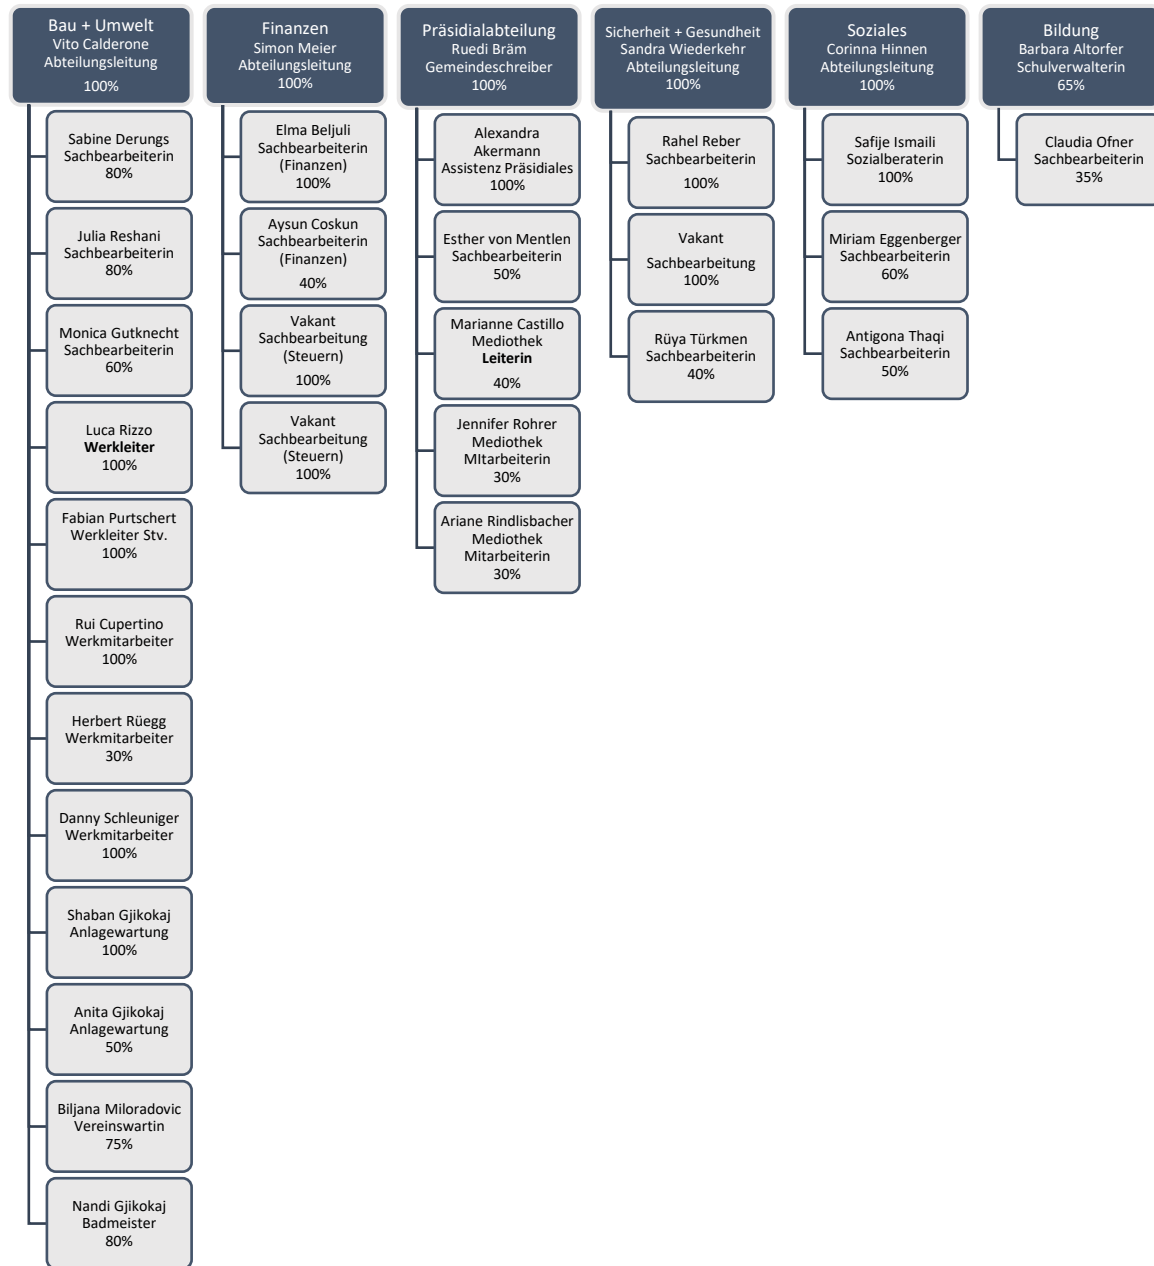 Bau + Umwelt
Vito Calderone
Abteilungsleitung
100%
Sabine Derungs
Sachbearbeiterin
80%
Julia Reshani
Sachbearbeiterin
80%
Monica Gutknecht
Sachbearbeiterin
60%
Luca Rizzo
Werkleiter
100%
Fabian Purtschert
Werkleiter Stv.
100%
Rui Cupertino
Werkmitarbeiter
100%
Herbert Rüegg
Werkmitarbeiter
30%
Danny Schleuniger
Werkmitarbeiter
100%
Shaban Gjikokaj
Anlagewartung
100%
Anita Gjikokaj
Anlagewartung
50%
Biljana Miloradovic
Vereinswartin
75%
Nandi Gjikokaj
Badmeister
80%
Finanzen
Simon Meier
Abteilungsleitung
100%
Elma Beljuli
Sachbearbeiterin
(Finanzen)
100%
Aysun Coskun
Sachbearbeiterin
(Finanzen)
40%
Vakant
Sachbearbeitung
(Steuern)
100%
Vakant
Sachbearbeitung
(Steuern)
100%
Präsidialabteilung
Ruedi Bräm
Gemeindeschreiber
100%
Alexandra
Akermann
Assistenz Präsidiales
100%
Esther von Mentlen
Sachbearbeiterin
50%
Marianne Castillo
Mediothek
Leiterin
40%
Jennifer Rohrer
Mediothek
MItarbeiterin
30%
Ariane Rindlisbacher
Mediothek
Mitarbeiterin
30%
Sicherheit + Gesundheit
Sandra Wiederkehr
Abteilungsleitung
100%
Rahel Reber
Sachbearbeiterin
100%
Vakant
Sachbearbeitung
100%
Rüya Türkmen
Sachbearbeiterin
40%
Soziales
Corinna Hinnen
Abteilungsleitung
100%
Safije Ismaili
Sozialberaterin
100%
Miriam Eggenberger
Sachbearbeiterin
60%
Antigona Thaqi
Sachbearbeiterin
50%
Bildung
Barbara Altorfer
Schulverwalterin
65%
Claudia Ofner
Sachbearbeiterin
35%